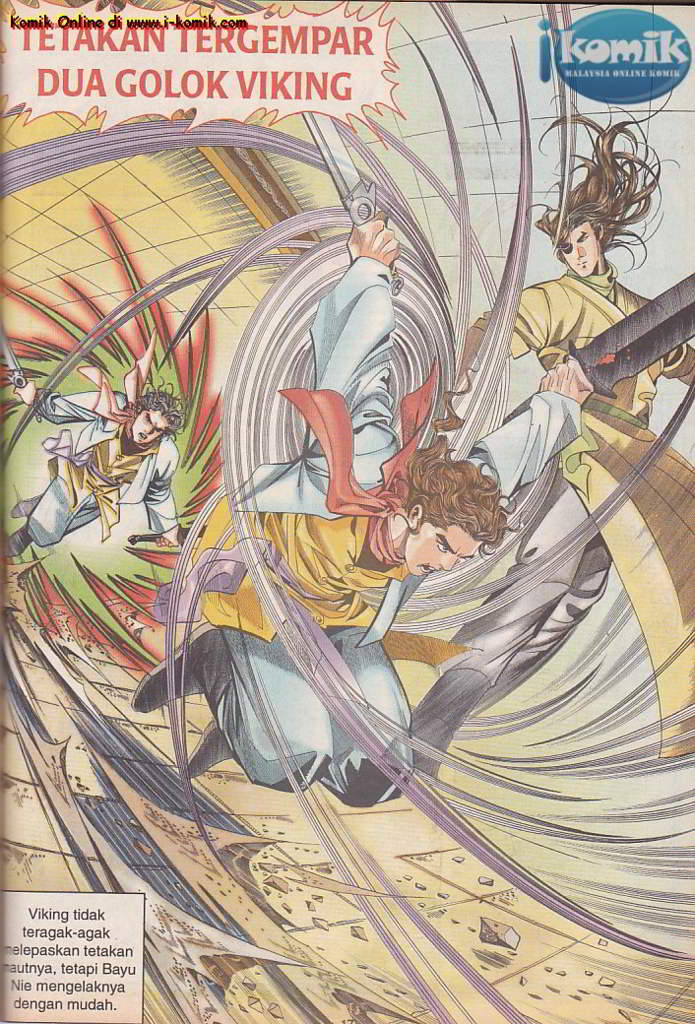 Komik Online di www.i-komik.com
TETAKAN TERGEMPAR
DUA GOLOK VIKING
ikomik
MALAYSIA ONLINE KOMIK
Viking tidak
teragak-agak
melepaskan tetakan
mautnya, tetapi Bayu
Nie mengelaknya
dengan mudah.
17